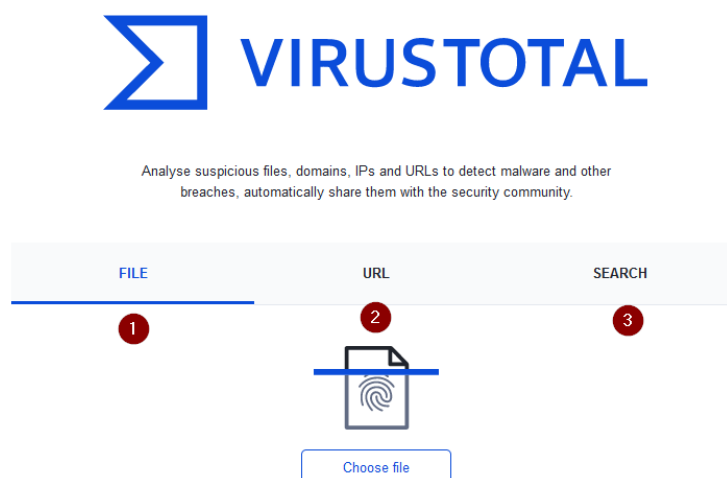 VIRUSTOTAL
Analyse suspicious files, domains, IPs and URLs to detect malware and other
breaches, automatically share them with the security community.
FILE URL SEARCH
1 2 3
Choose file